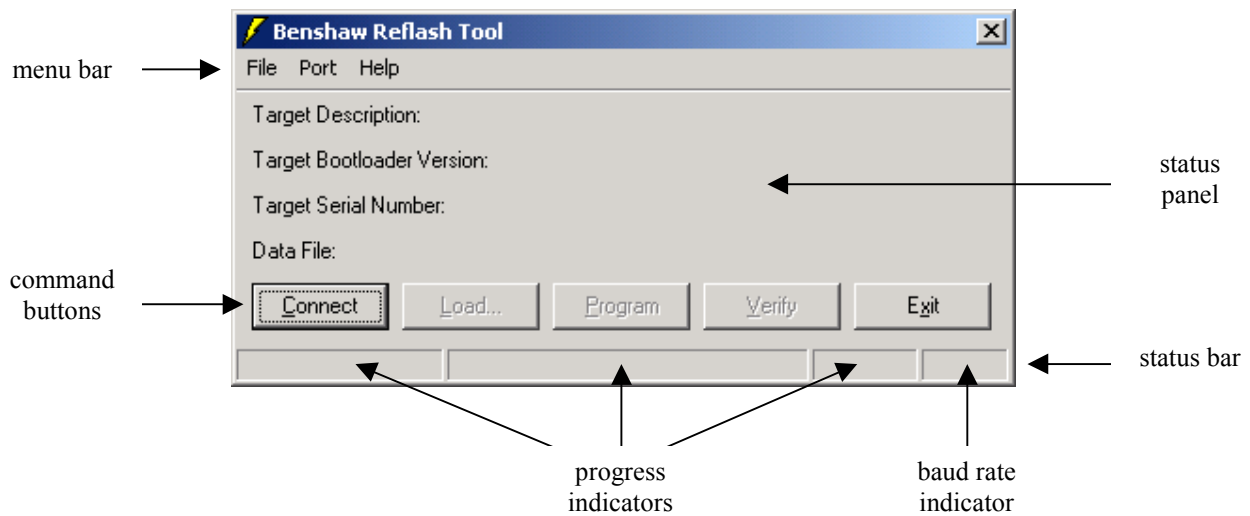 Benshaw Reflash Tool
menu bar
File Port Help
Target Description:
Target Bootloader Version:
status
panel
Target Serial Number:
Data File:
command
buttons
Connect Load... Program Verify Exit
status bar
progress
indicators
baud rate
indicator